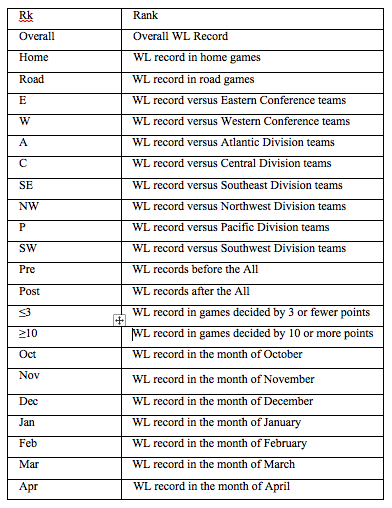 Rk Rank
Overall Overall WL Record
Home WL record in home games
Road WL record in road games
E WL record versus Eastern Conference teams
W WL record versus Western Conference teams
A WL record versus Atlantic Division teams
C WL record versus Central Division teams
SE WL record versus Southeast Division teams
NW WL record versus Northwest Division teams
P WL record versus Pacific Division teams
SW WL record versus Southwest Division teams
Pre WL records before the All
Post WL records after the All
≤3 WL record in games decided by 3 or fewer points
≥10 WL record in games decided by 10 or more points
Oct WL record in the month of October
Nov WL record in the month of November
Dec WL record in the month of December
Jan WL record in the month of January
Feb WL record in the month of February
Mar WL record in the month of March
Apr WL record in the month of April